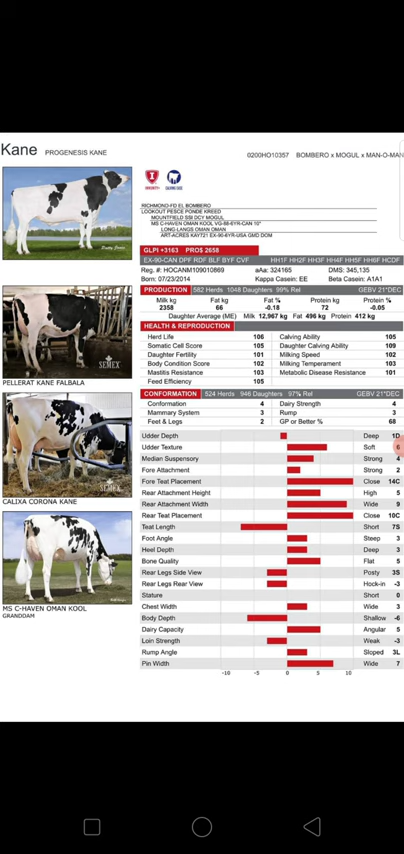 Kane PROGENESIS KANE
0200HO10357 BOMBERO x MOGUL x MAN-O-MAN
IMMUNITY+
RICHMOND-FD EL BOMBERO
LOOKOUT PESCE PONDE KREED
MOUNTFIELD SSI DCY MOGUL
MS C-HAVEN OMAN KOOL VG-88-6YR-CAN 10*
LONG-LANGS OMAN OMAN
ART-ACRES KAY721 EX-90-6YR-USA GMD DOM
GLPI +3163 PRO$ 2658
EX-90-CAN DPF RDF BLF BYF CVF HH1F HH2F HH3F HH4F HH5F HH6F HCDF
Reg. #: HOCANM109010869 aAa: 324165 DMS: 345,135
Born: 07/23/2014 Kappa Casein: EE Beta Casein: A1A1
PRODUCTION 582 Herds 1048 Daughters 99% Rel GEBV 21*DEC
Milk kg Fat kg Fat % Protein kg Protein %
2358 66 -0.18 72 -0.05
Daughter Average (ME) Milk 12,967 kg Fat 496 kg Protein 412 kg
HEALTH & REPRODUCTION
Herd Life 106 Calving Ability 105
Somatic Cell Score 105 Daughter Calving Ability 109
Daughter Fertility 101 Milking Speed 102
Body Condition Score 102 Milking Temperament 103
Mastitis Resistance 103 Metabolic Disease Resistance 101
Feed Efficiency 105
CONFORMATION 524 Herds 946 Daughters 97% Rel GEBV 21*DEC
Conformation 4 Dairy Strength 4
Mammary System 3 Rump 3
Feet & Legs 2 GP or Better % 68
Udder Depth Deep 1D
Udder Texture Soft 6
Median Suspensory Strong 4
Fore Attachment Strong 2
Fore Teat Placement Close 14C
Rear Attachment Height High 5
Rear Attachment Width Wide 9
Rear Teat Placement Close 10C
Teat Length Short 7S
Foot Angle Steep 3
Heel Depth Deep 3
Bone Quality Flat 5
Rear Legs Side View Posty 3S
Rear Legs Rear View Hock-in -3
Stature Short 0
Chest Width Wide 3
Body Depth Shallow -6
Dairy Capacity Angular 5
Loin Strength Weak -3
Rump Angle Sloped 3L
Pin Width Wide 7
-10 -5 0 5 10
SEMEX
PELLERAT KANE FALBALA
SEMEX
CALIXA CORONA KANE
MS C-HAVEN OMAN KOOL
GRANDDAM